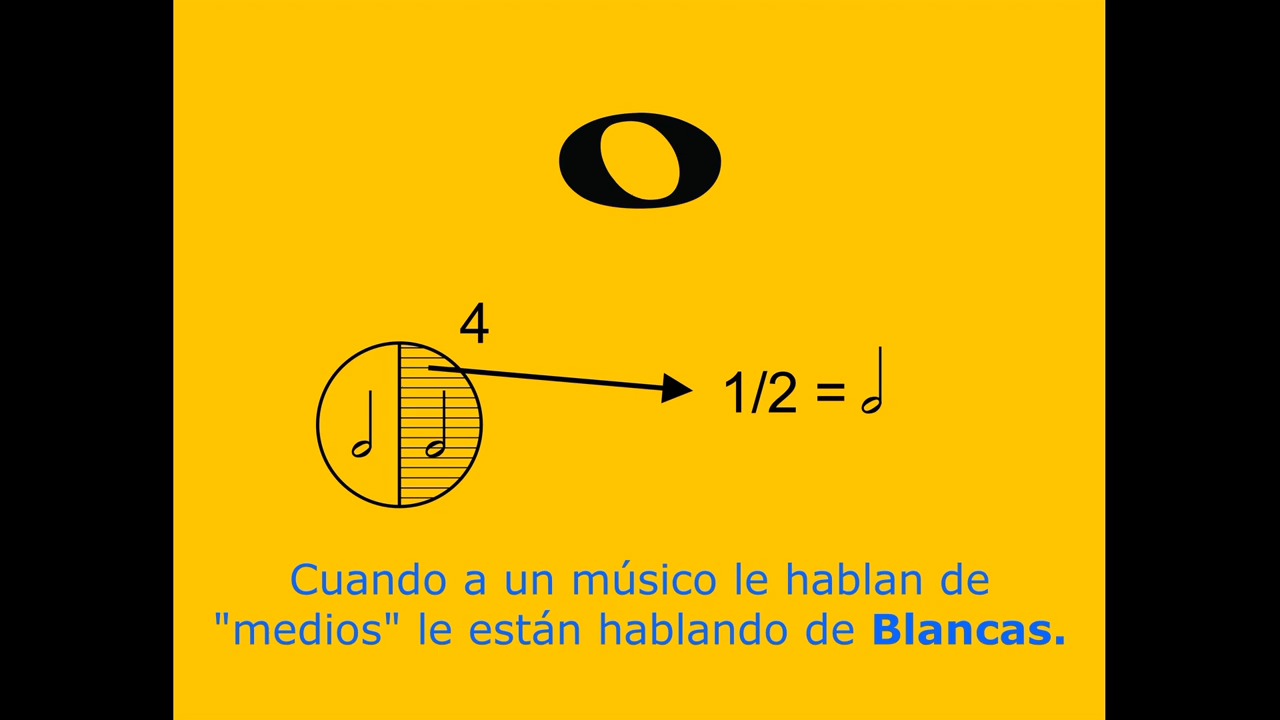 4
1/2 =
Cuando a un músico le hablan de
"medios" le están hablando de Blancas.